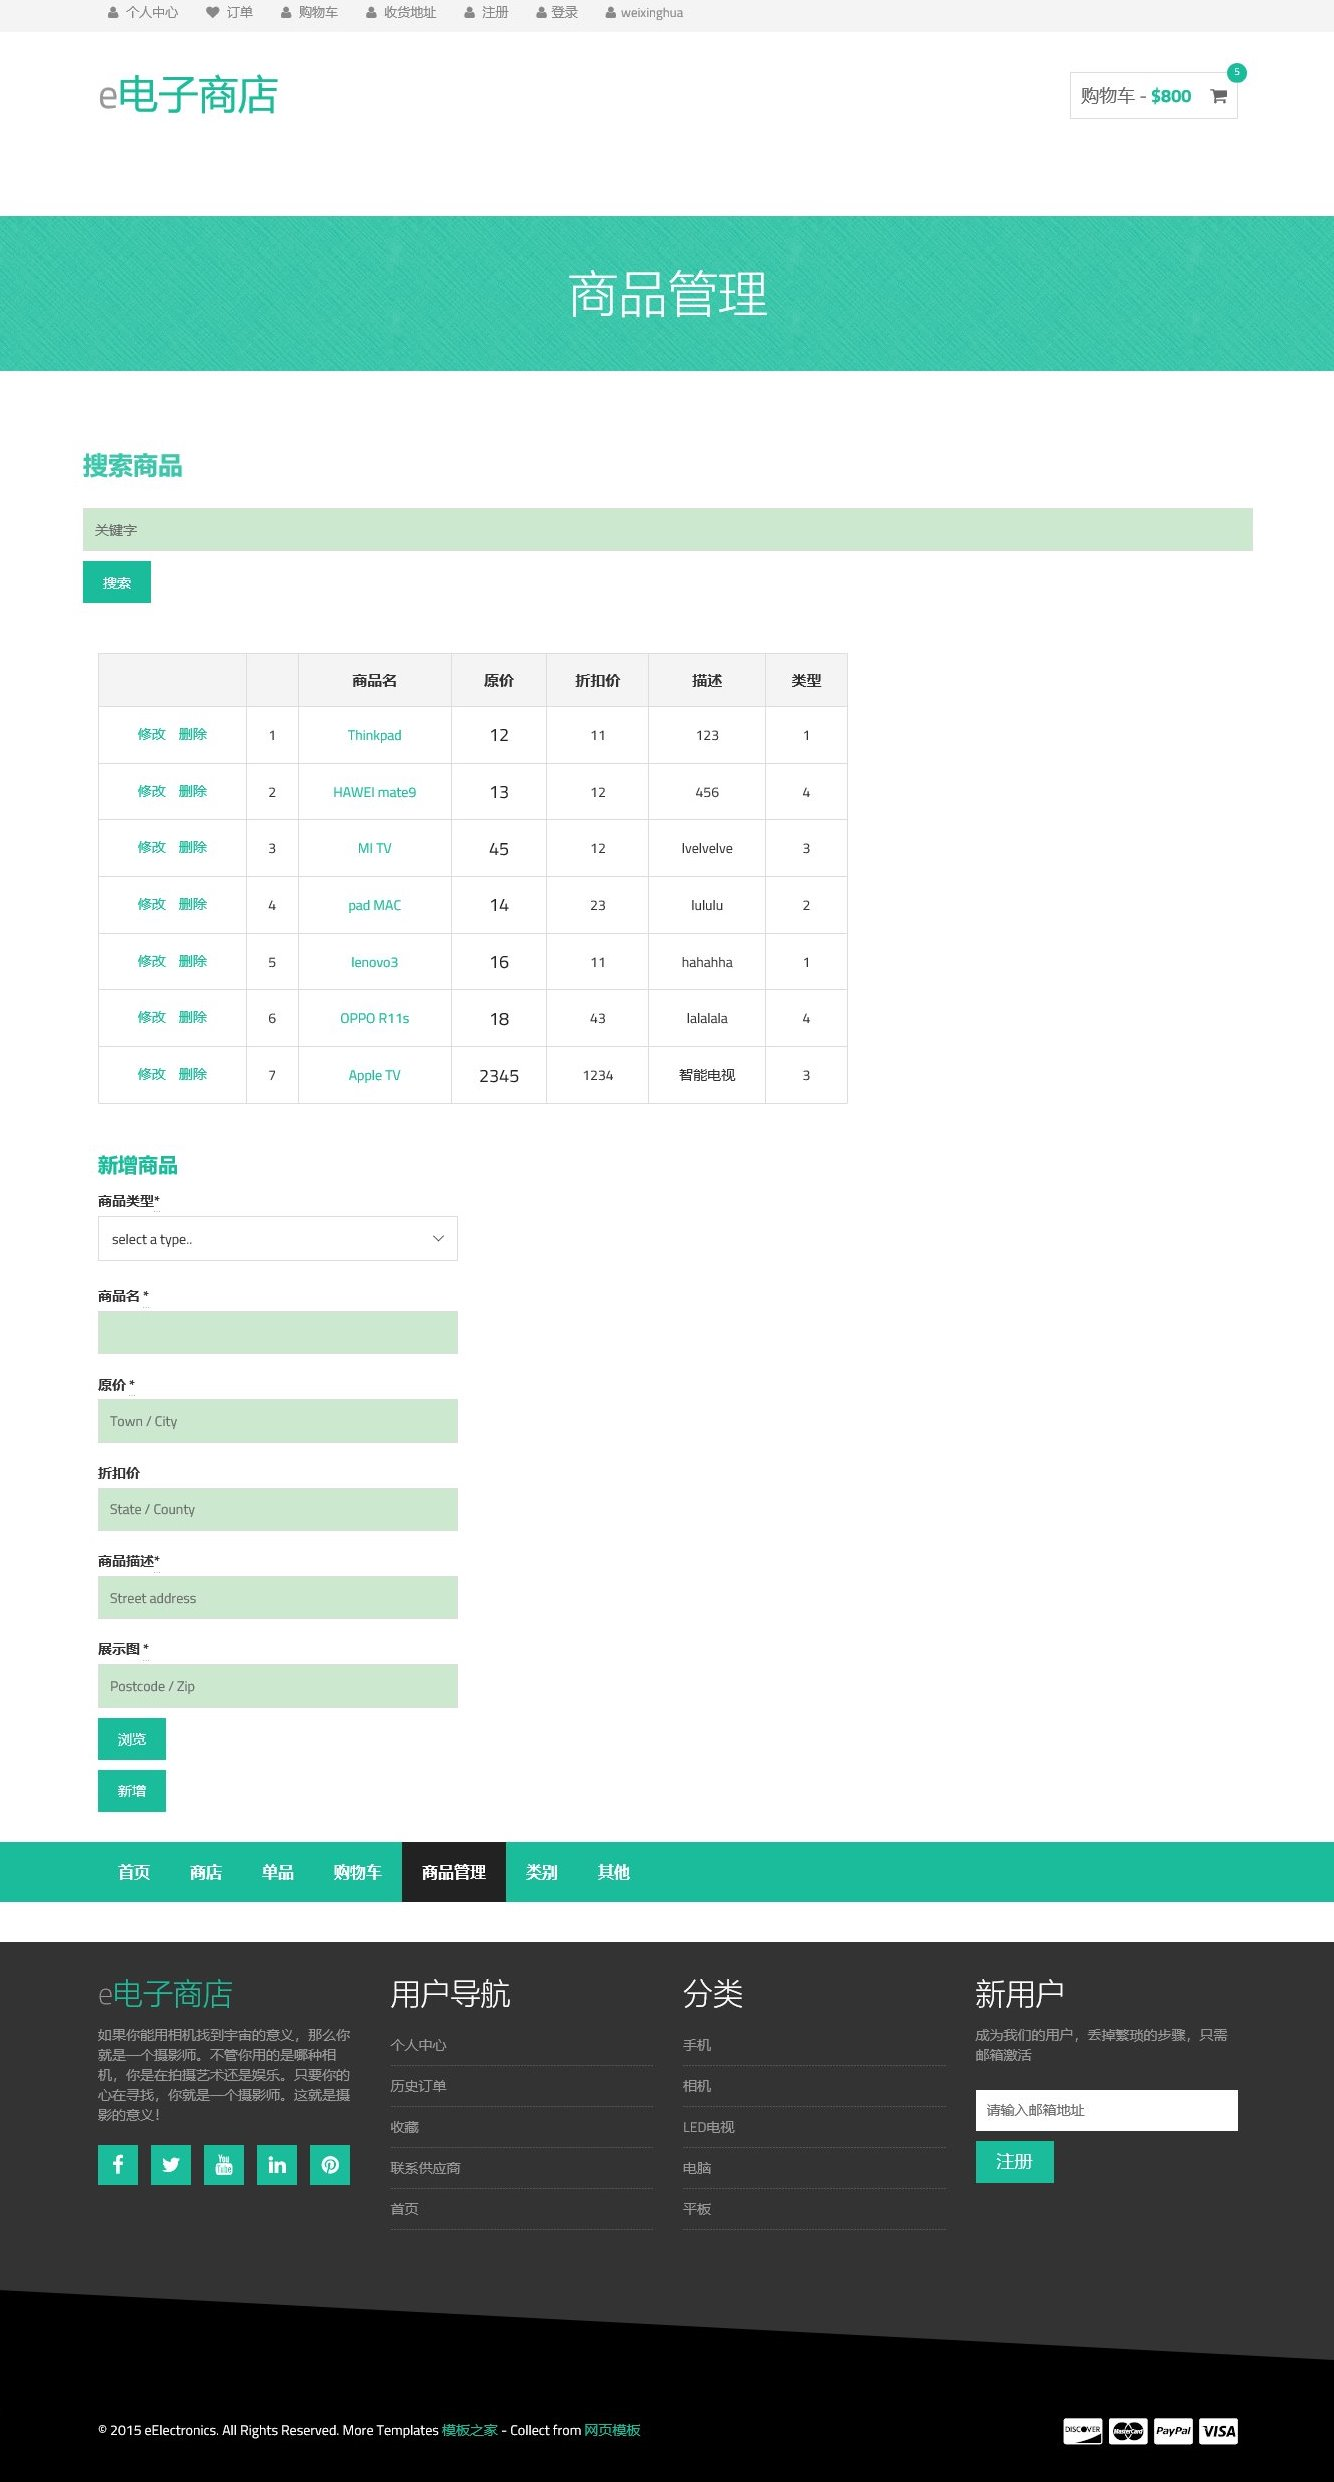 个人中心 订单 购物车 收货地址 注册 登录 weixinghua
e电子商店
5
购物车 - $800
商品管理
搜索商品
关键字
搜索
商品名 原价 折扣价 描述 类型
修改 删除 1 Thinkpad 12 11 123 1
修改 删除 2 HAWEI mate9 13 12 456 4
修改 删除 3 MI TV 45 12 lvelvelve 3
修改 删除 4 pad MAC 14 23 lululu 2
修改 删除 5 lenovo3 16 11 hahahha 1
修改 删除 6 OPPO R11s 18 43 lalalala 4
修改 删除 7 Apple TV 2345 1234 智能电视 3
新增商品
商品类型*
select a type..
商品名 *
原价 *
Town / City
折扣价
State / County
商品描述*
Street address
展示图 *
Postcode / Zip
浏览
新增
首页 商店 单品 购物车 商品管理 类别 其他
e电子商店
如果你能用相机找到宇宙的意义，那么你
就是一个摄影师。不管你用的是哪种相
机，你是在拍摄艺术还是娱乐。只要你的
心在寻找，你就是一个摄影师。这就是摄
影的意义！
You Tube
用户导航
个人中心
历史订单
收藏
联系供应商
首页
分类
手机
相机
LED电视
电脑
平板
新用户
成为我们的用户，丢掉繁琐的步骤，只需
邮箱激活
请输入邮箱地址
注册
© 2015 eElectronics. All Rights Reserved. More Templates 模板之家 - Collect from 网页模板
DISCOVER MasterCard PayPal VISA